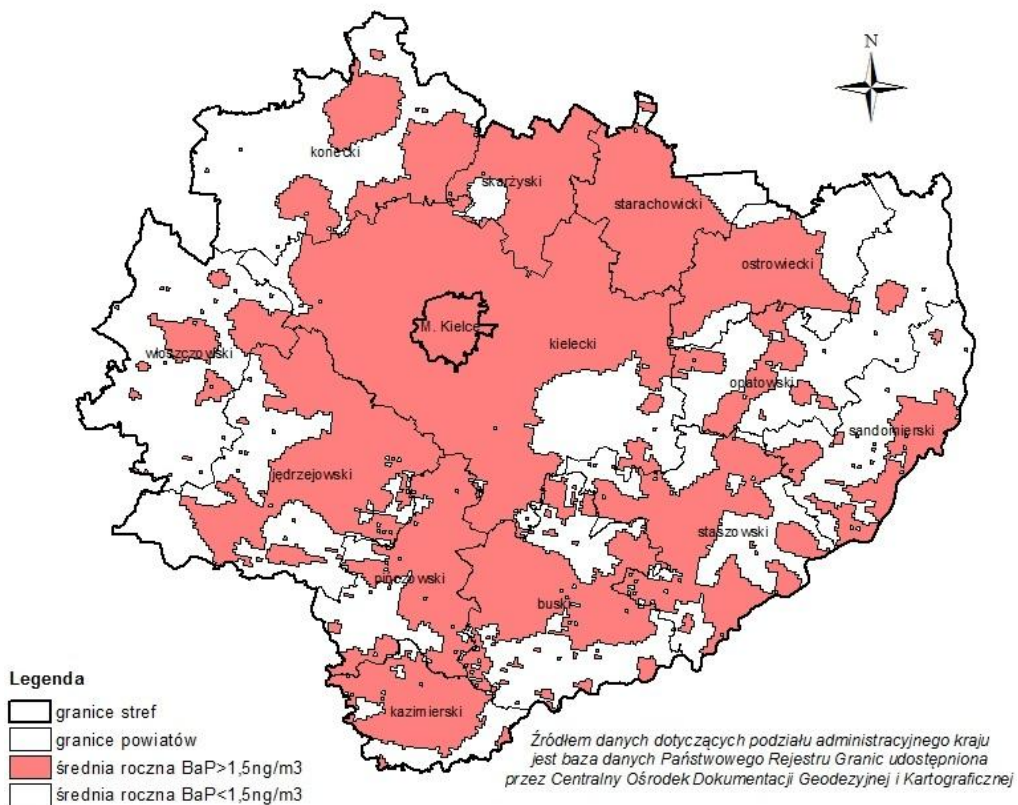 N
konecki
skarżyski
starachowicki
ostrowiecki
M. Kielce
kielecki
włoszczowski
opatowski
sandomierski
jędrzejowski
staszowski
pińczowski
buski
kazimierski
Legenda
granice stref
granice powiatów
średnia roczna BaP>1,5ng/m3
średnia roczna BaP<1,5ng/m3
Źródłem danych dotyczących podziału administracyjnego kraju
jest baza danych Państwowego Rejestru Granic udostępniona
przez Centralny Ośrodek Dokumentacji Geodezyjnej i Kartograficznej